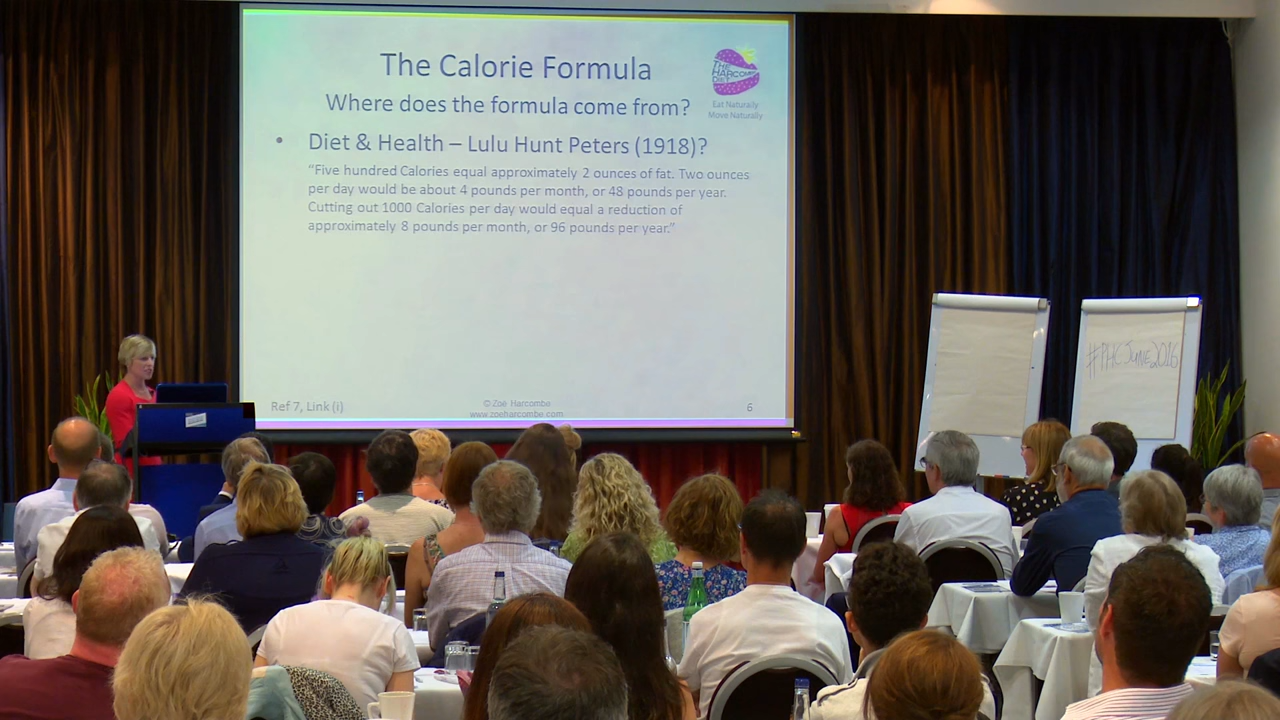 The Calorie Formula
Where does the formula come from?
THE
HARCOMBE
DIET
Eat Naturally
Move Naturally
• Diet & Health – Lulu Hunt Peters (1918)?
“Five hundred Calories equal approximately 2 ounces of fat. Two ounces
per day would be about 4 pounds per month, or 48 pounds per year.
Cutting out 1000 Calories per day would equal a reduction of
approximately 8 pounds per month, or 96 pounds per year.”
Ref 7, Link (i)
© Zoë Harcombe
www.zoeharcombe.com
6
#PHCJUNE2016